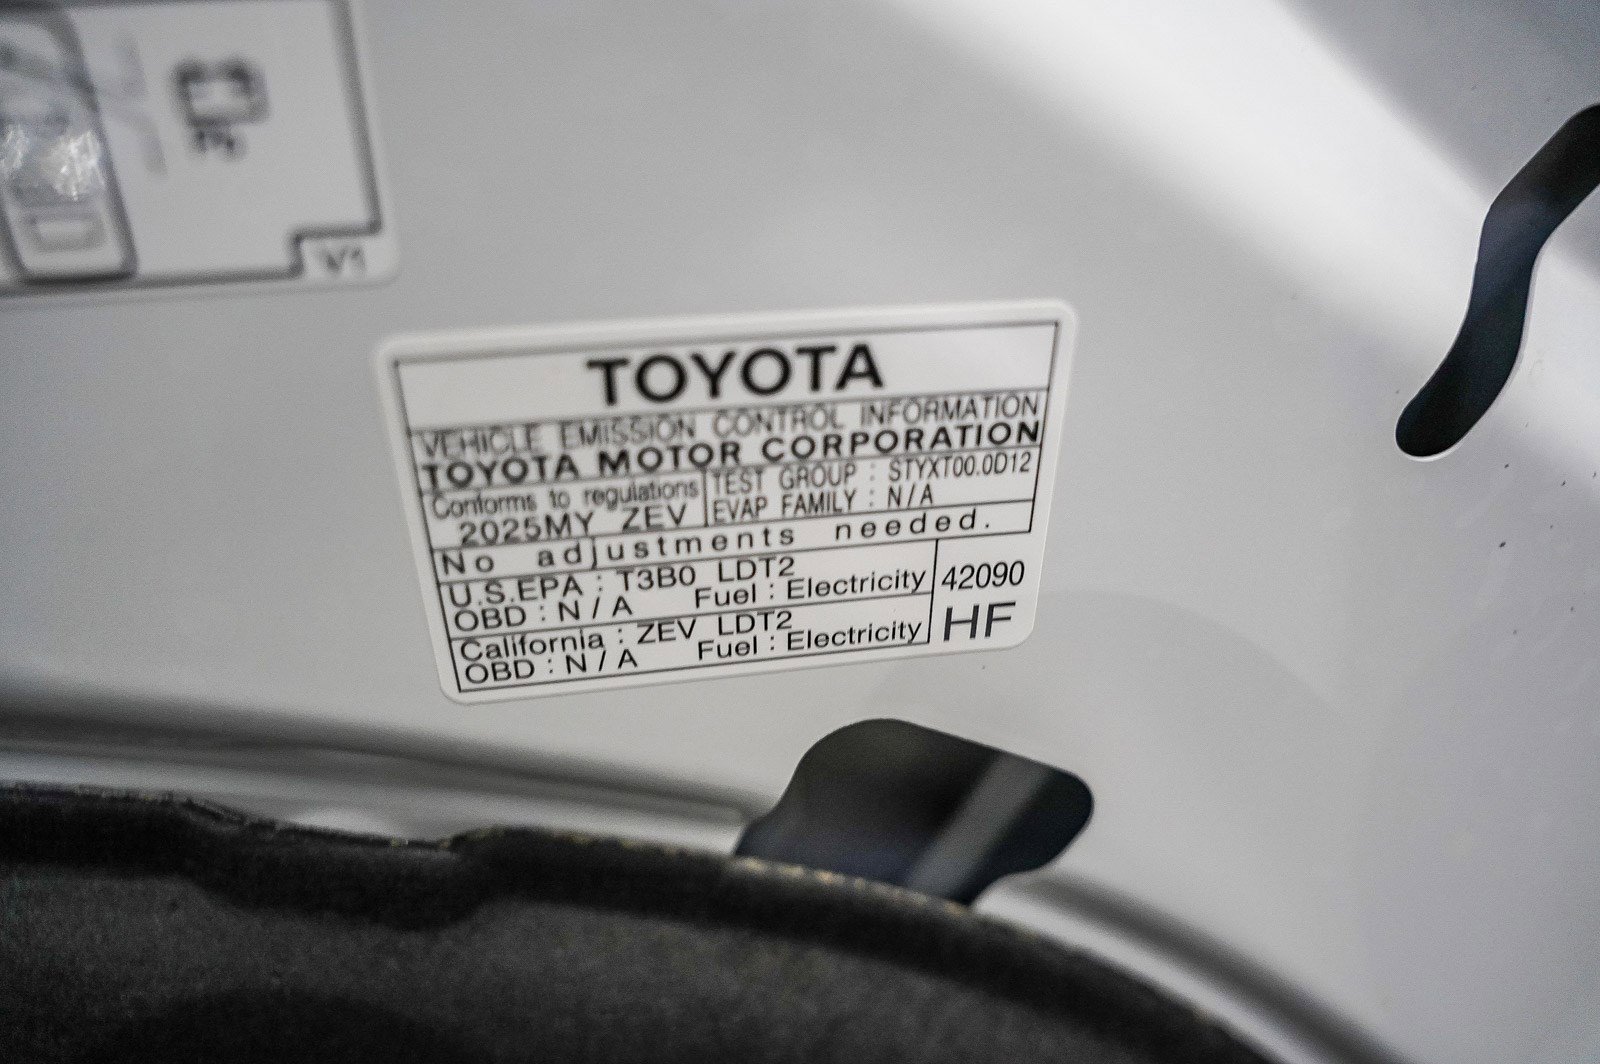 V1
TOYOTA
VEHICLE EMISSION CONTROL INFORMATION
TOYOTA MOTOR CORPORATION
Conforms to regulations
2025MY ZEV
TEST GROUP : STYXT00.0D12
EVAP FAMILY : N/A
No adjustments needed.
U.S.EPA : T3B0 LDT2
OBD : N/A Fuel : Electricity
California : ZEV LDT2
OBD : N/A Fuel : Electricity
42090
HF